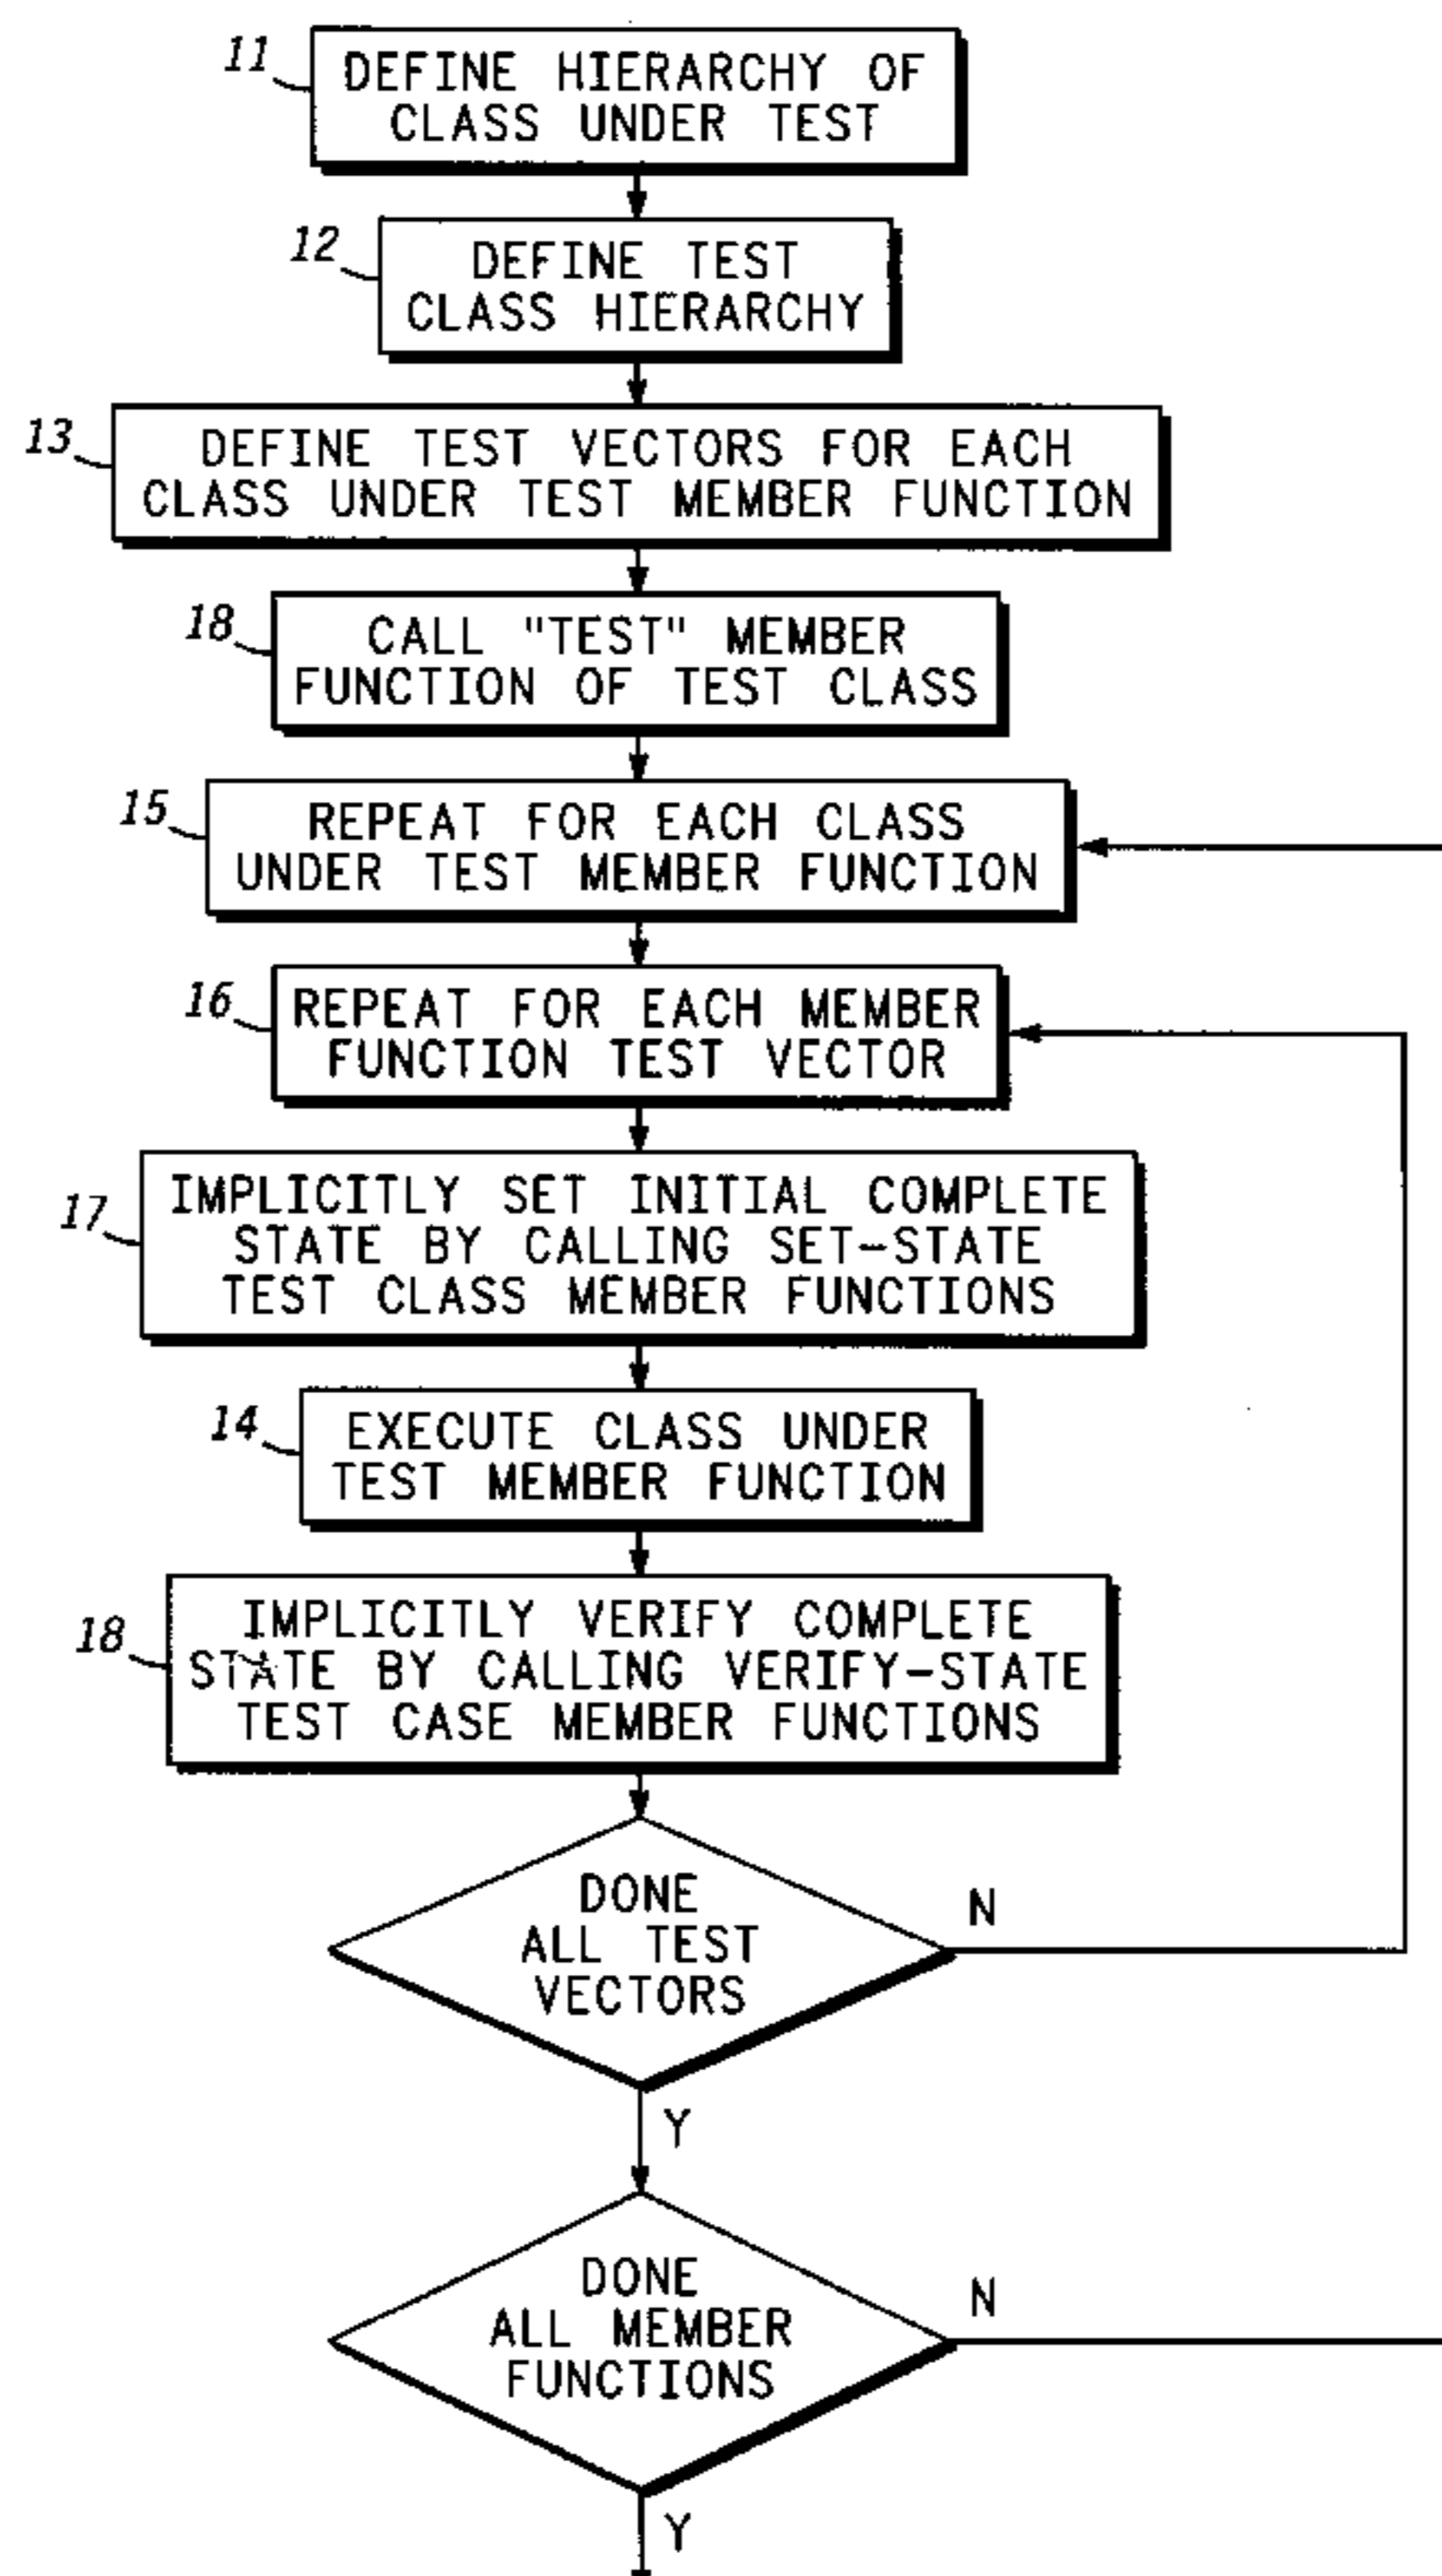 11
DEFINE HIERARCHY OF
CLASS UNDER TEST
12
DEFINE TEST
CLASS HIERARCHY
13
DEFINE TEST VECTORS FOR EACH
CLASS UNDER TEST MEMBER FUNCTION
18
CALL "TEST" MEMBER
FUNCTION OF TEST CLASS
15
REPEAT FOR EACH CLASS
UNDER TEST MEMBER FUNCTION
16
REPEAT FOR EACH MEMBER
FUNCTION TEST VECTOR
17
IMPLICITLY SET INITIAL COMPLETE
STATE BY CALLING SET-STATE
TEST CLASS MEMBER FUNCTIONS
14
EXECUTE CLASS UNDER
TEST MEMBER FUNCTION
18
IMPLICITLY VERIFY COMPLETE
STATE BY CALLING VERIFY-STATE
TEST CASE MEMBER FUNCTIONS
DONE
ALL TEST
VECTORS
N
Y
DONE
ALL MEMBER
FUNCTIONS
N
Y